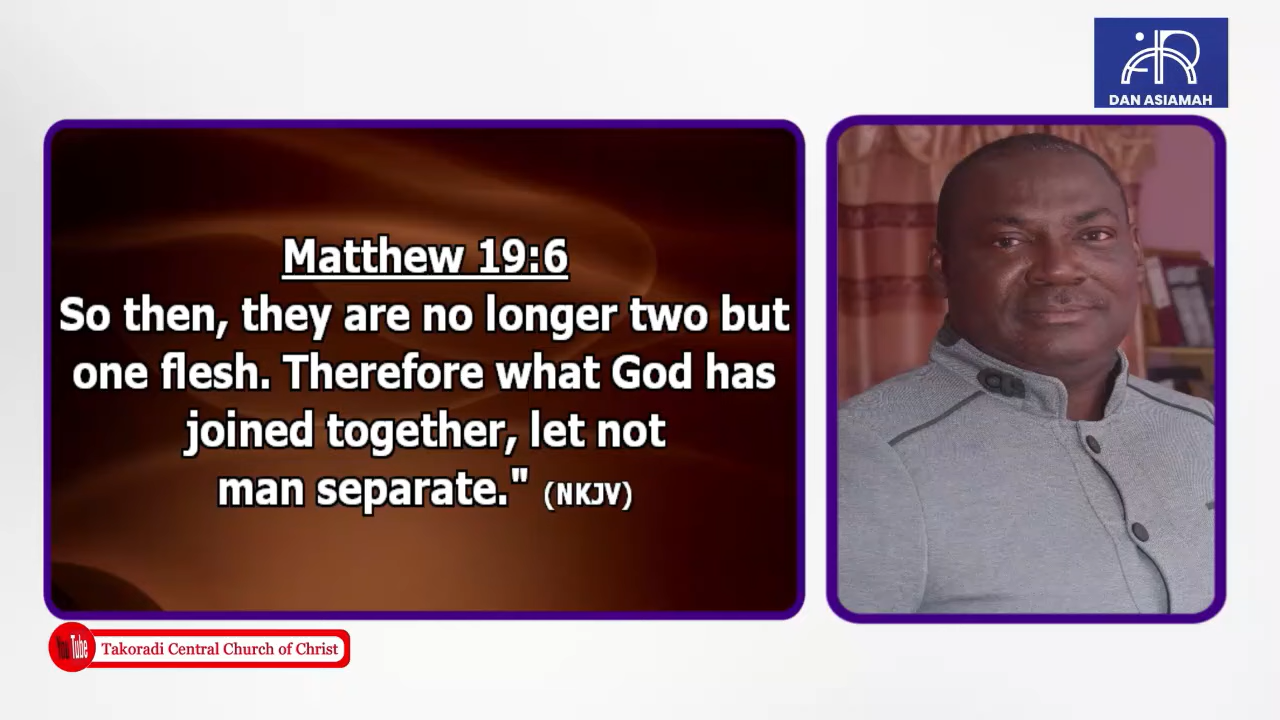 DAN ASIAMAH
Matthew 19:6
So then, they are no longer two but
one flesh. Therefore what God has
joined together, let not
man separate." (NKJV)
YouTube
Takoradi Central Church of Christ